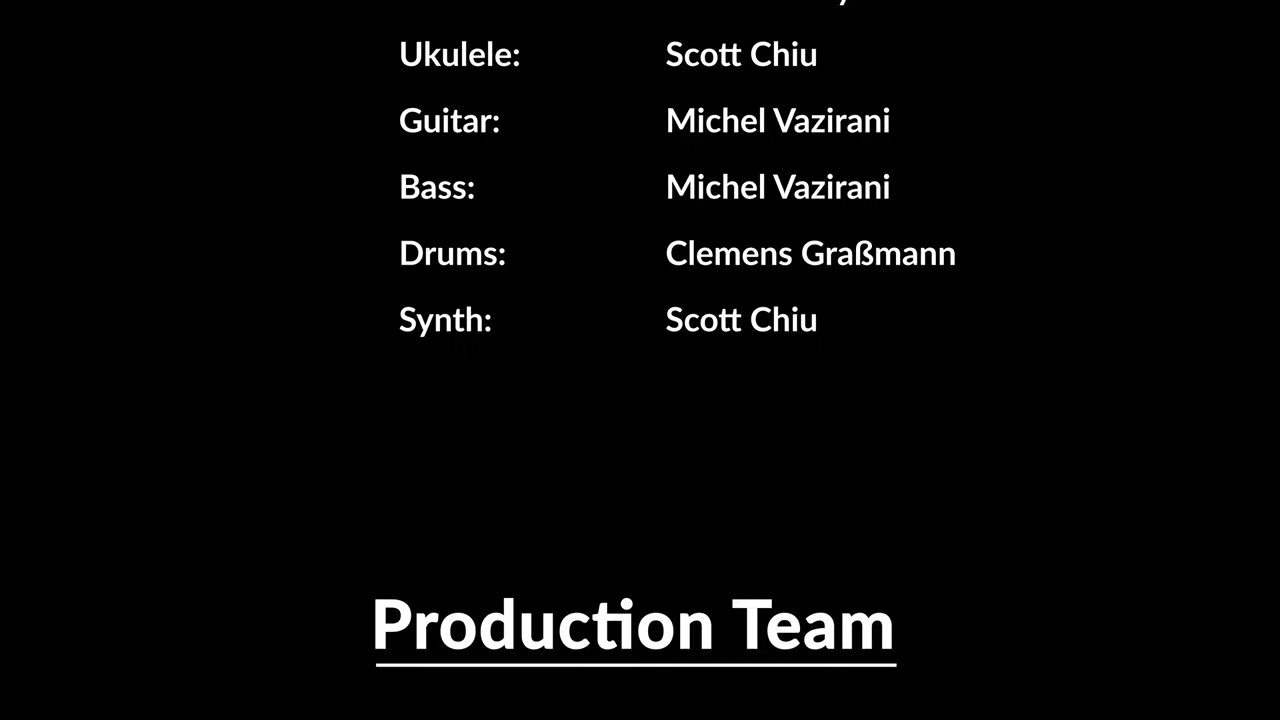 Ukulele: Scott Chiu
Guitar: Michel Vazirani
Bass: Michel Vazirani
Drums: Clemens Graßmann
Synth: Scott Chiu
Production Team